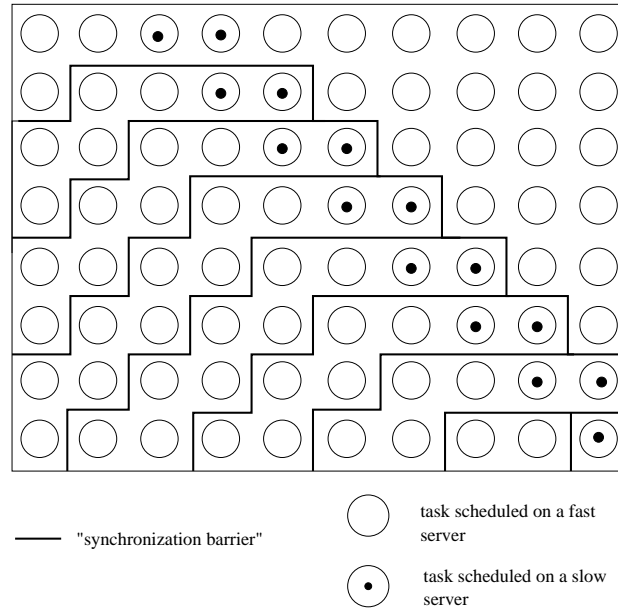 task scheduled on a fast
server
"synchronization barrier"
task scheduled on a slow
server